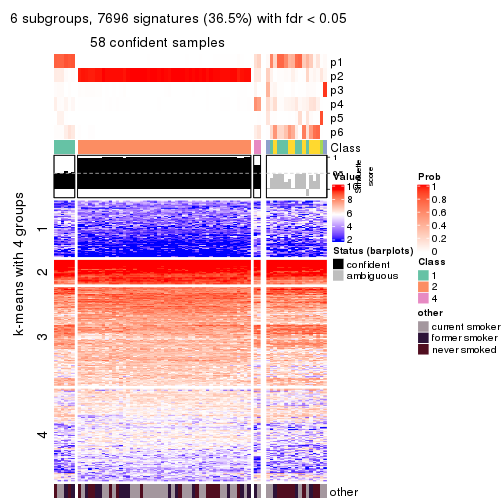 6 subgroups, 7696 signatures (36.5%) with fdr < 0.05
58 confident samples
p1
p2
p3
p4
p5
p6
Class
1
0.5
Silhouette
score
k-means with 4 groups
1
2
3
4
Value
10
8
6
4
2
Status (barplots)
confident
ambiguous
Prob
1
0.8
0.6
0.4
0.2
0
Class
1
2
4
other
current smoker
former smoker
never smoked
other